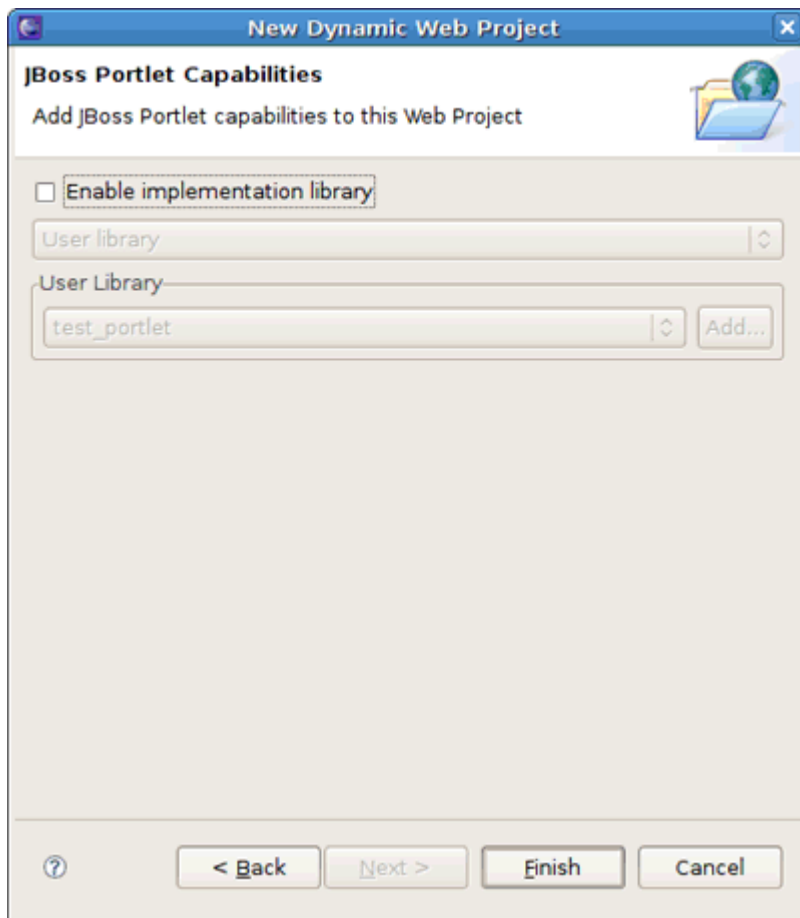 New Dynamic Web Project
JBoss Portlet Capabilities
Add JBoss Portlet capabilities to this Web Project
Enable implementation library
User library
User Library
test_portlet Add...
< Back Next > Finish Cancel